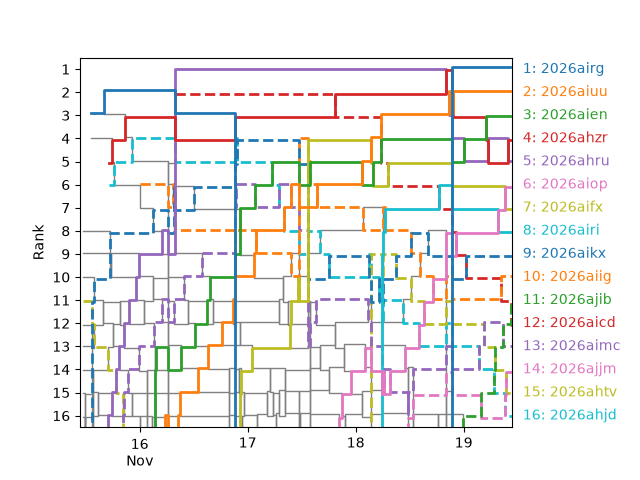 1
2
3
4
5
6
7
8
9
10
11
12
13
14
15
16
Rank
16
17
18
19
Nov
1: 2026airg
2: 2026aiuu
3: 2026aien
4: 2026ahzr
5: 2026ahru
6: 2026aiop
7: 2026aifx
8: 2026airi
9: 2026aikx
10: 2026aiig
11: 2026ajib
12: 2026aicd
13: 2026aimc
14: 2026ajjm
15: 2026ahtv
16: 2026ahjd